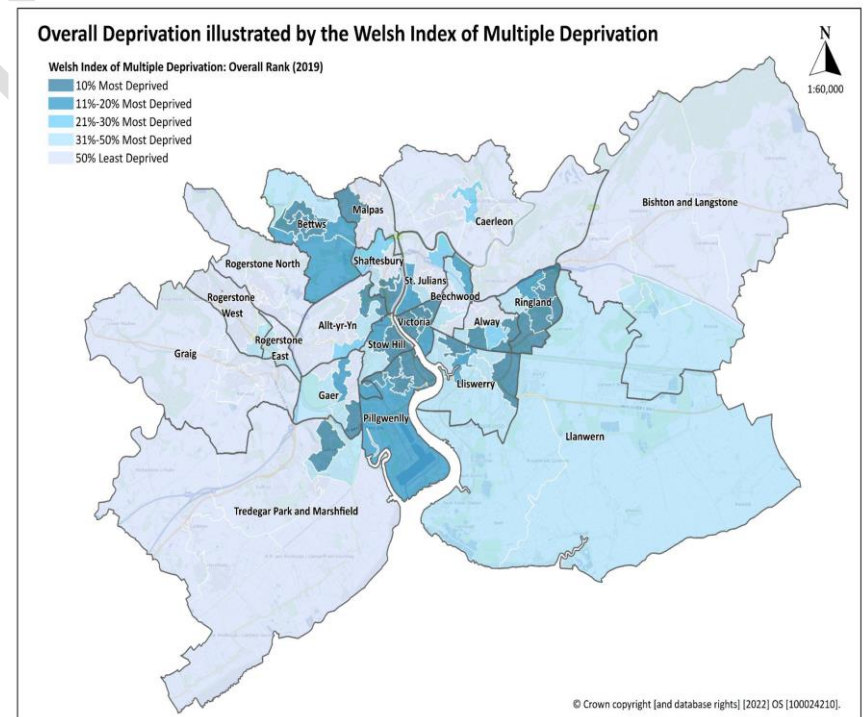 Overall Deprivation illustrated by the Welsh Index of Multiple Deprivation
N
1:60,000
Welsh Index of Multiple Deprivation: Overall Rank (2019)
10% Most Deprived
11%-20% Most Deprived
21%-30% Most Deprived
31%-50% Most Deprived
50% Least Deprived
Bishton and Langstone
Malpas
Bettws
Caerleon
Shaftesbury
Rogerstone North
St. Julians
Beechwood
Ringland
Rogerstone
West
Victoria
Alway
Allt-yr-Yn
Rogerstone
East
Stow Hill
Graig
Lliswerry
Gaer
Pillgwenlly
Llanwern
Tredegar Park and Marshfield
© Crown copyright [and database rights] [2022] OS [100024210].